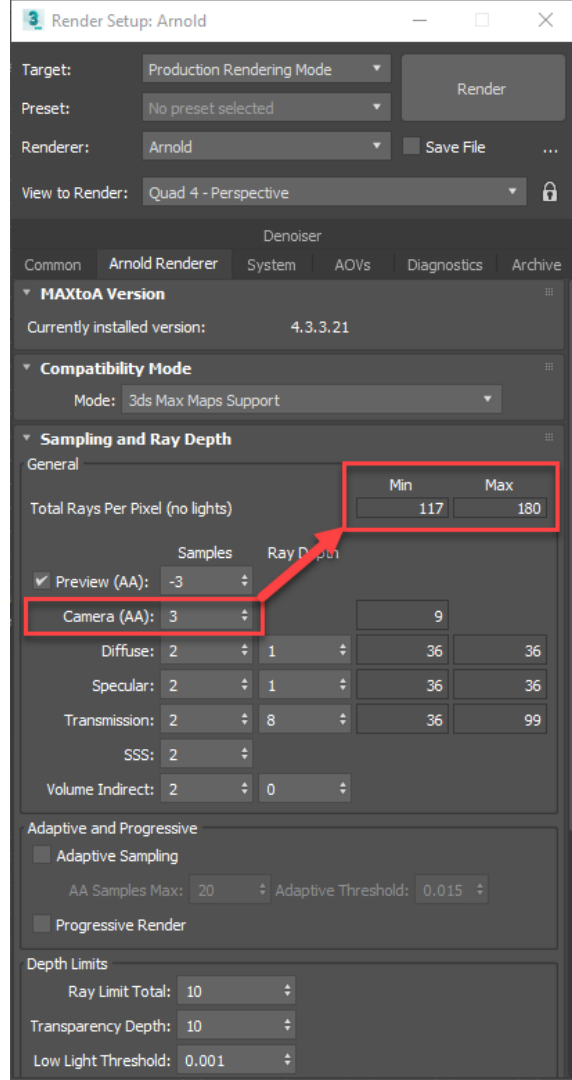 Render Setup: Arnold
Target: Production Rendering Mode
Render
Preset: No preset selected
Renderer: Arnold Save File ...
View to Render: Quad 4 - Perspective
Denoiser
Common Arnold Renderer System AOVs Diagnostics Archive
MAXtoA Version
Currently installed version: 4.3.3.21
Compatibility Mode
Mode: 3ds Max Maps Support
Sampling and Ray Depth
General
Min Max
Total Rays Per Pixel (no lights) 117 180
Samples Ray Depth
Preview (AA): -3
Camera (AA): 3 9
Diffuse: 2 1 36 36
Specular: 2 1 36 36
Transmission: 2 8 36 99
SSS: 2
Volume Indirect: 2 0
Adaptive and Progressive
Adaptive Sampling
AA Samples Max: 20 Adaptive Threshold: 0.015
Progressive Render
Depth Limits
Ray Limit Total: 10
Transparency Depth: 10
Low Light Threshold: 0.001